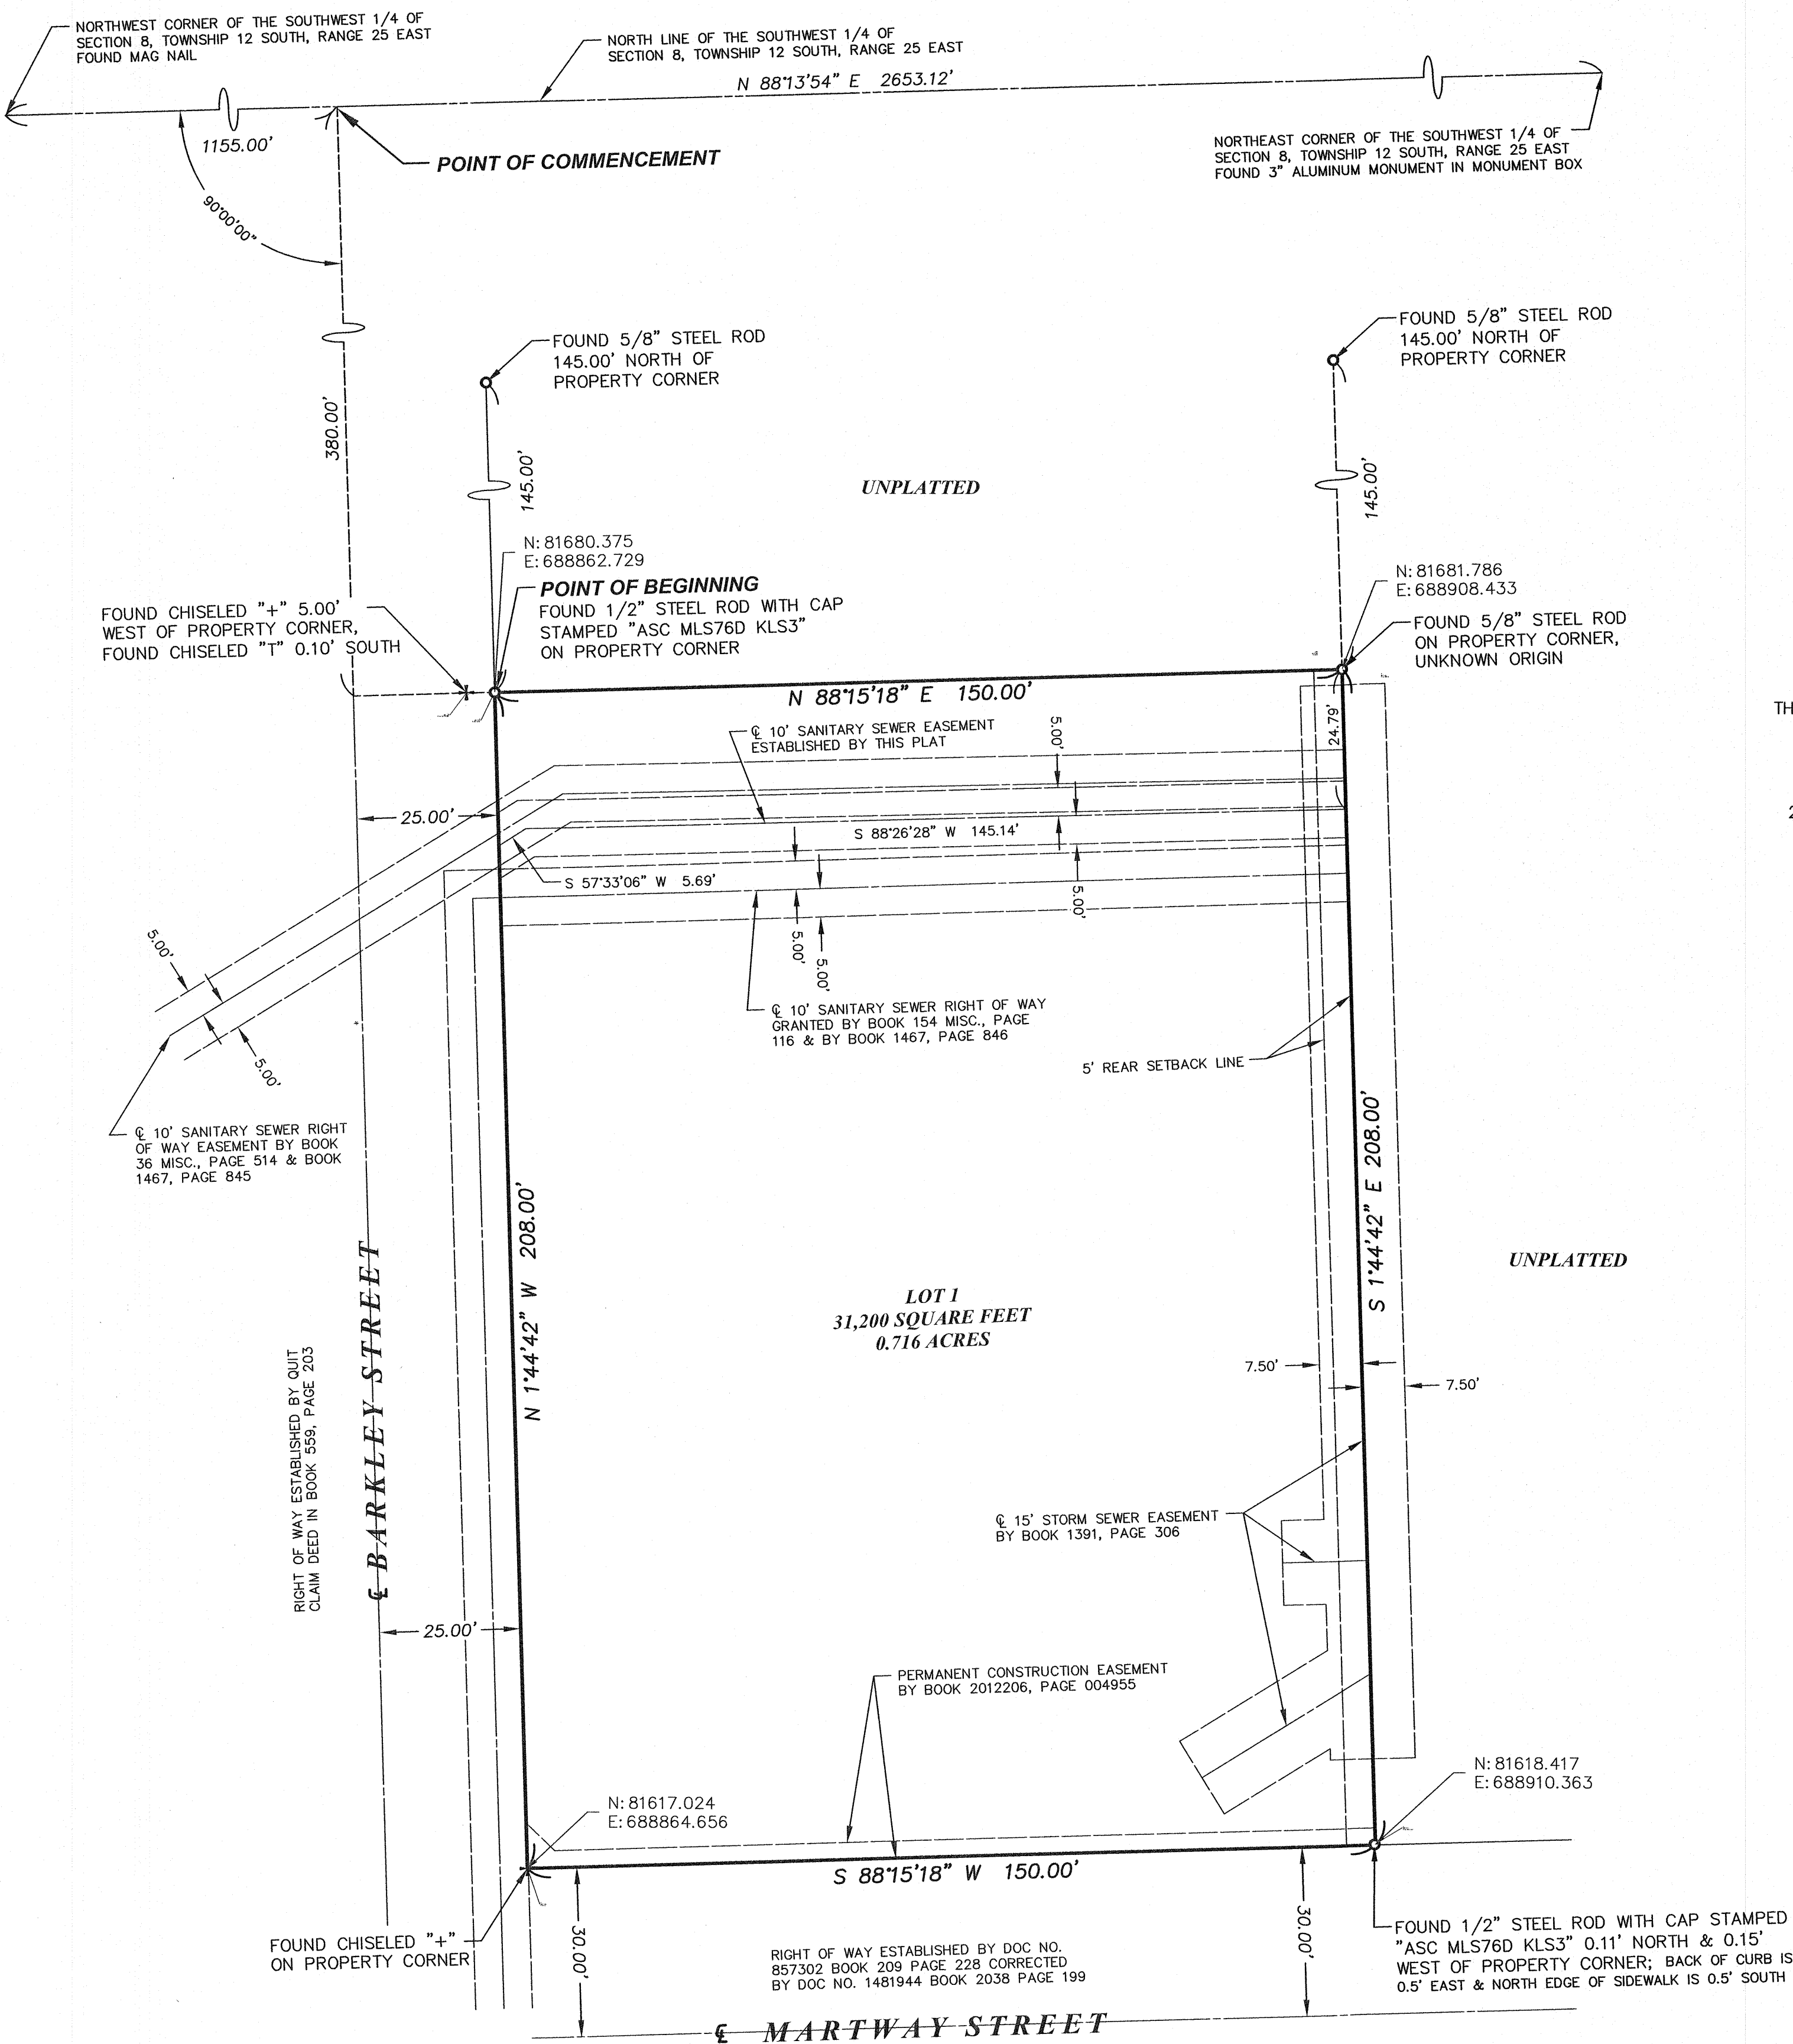 NORTHWEST CORNER OF THE SOUTHWEST 1/4 OF
SECTION 8, TOWNSHIP 12 SOUTH, RANGE 25 EAST
FOUND MAG NAIL
NORTH LINE OF THE SOUTHWEST 1/4 OF
SECTION 8, TOWNSHIP 12 SOUTH, RANGE 25 EAST
N 88°13'54" E 2653.12'
1155.00'
POINT OF COMMENCEMENT
90°00'00"
NORTHEAST CORNER OF THE SOUTHWEST 1/4 OF
SECTION 8, TOWNSHIP 12 SOUTH, RANGE 25 EAST
FOUND 3" ALUMINUM MONUMENT IN MONUMENT BOX
FOUND 5/8" STEEL ROD
145.00' NORTH OF
PROPERTY CORNER
FOUND 5/8" STEEL ROD
145.00' NORTH OF
PROPERTY CORNER
380.00'
145.00'
UNPLATTED
145.00'
N: 81680.375
E: 688862.729
POINT OF BEGINNING
FOUND 1/2" STEEL ROD WITH CAP
STAMPED "ASC MLS76D KLS3"
ON PROPERTY CORNER
N: 81681.786
E: 688908.433
FOUND 5/8" STEEL ROD
ON PROPERTY CORNER,
UNKNOWN ORIGIN
FOUND CHISELED "+" 5.00'
WEST OF PROPERTY CORNER,
FOUND CHISELED "T" 0.10' SOUTH
N 88°15'18" E 150.00'
TH
24.79'
℄ 10' SANITARY SEWER EASEMENT
ESTABLISHED BY THIS PLAT
5.00'
2
25.00'
S 88°26'28" W 145.14'
S 57°33'06" W 5.69'
5.00'
5.00'
5.00'
5.00'
5.00'
℄ 10' SANITARY SEWER RIGHT OF WAY
GRANTED BY BOOK 154 MISC., PAGE
116 & BY BOOK 1467, PAGE 846
5' REAR SETBACK LINE
℄ 10' SANITARY SEWER RIGHT
OF WAY EASEMENT BY BOOK
36 MISC., PAGE 514 & BOOK
1467, PAGE 845
N 1°44'42" W 208.00'
S 1°44'42" E 208.00'
UNPLATTED
LOT 1
31,200 SQUARE FEET
0.716 ACRES
7.50'
7.50'
RIGHT OF WAY ESTABLISHED BY QUIT
CLAIM DEED IN BOOK 559, PAGE 203
℄ BARKLEY STREET
℄ 15' STORM SEWER EASEMENT
BY BOOK 1391, PAGE 306
25.00'
PERMANENT CONSTRUCTION EASEMENT
BY BOOK 2012206, PAGE 004955
N: 81618.417
E: 688910.363
N: 81617.024
E: 688864.656
S 88°15'18" W 150.00'
FOUND CHISELED "+"
ON PROPERTY CORNER
30.00'
30.00'
RIGHT OF WAY ESTABLISHED BY DOC NO.
857302 BOOK 209 PAGE 228 CORRECTED
BY DOC NO. 1481944 BOOK 2038 PAGE 199
FOUND 1/2" STEEL ROD WITH CAP STAMPED
"ASC MLS76D KLS3" 0.11' NORTH & 0.15'
WEST OF PROPERTY CORNER; BACK OF CURB IS
0.5' EAST & NORTH EDGE OF SIDEWALK IS 0.5' SOUTH
℄ MARTWAY STREET